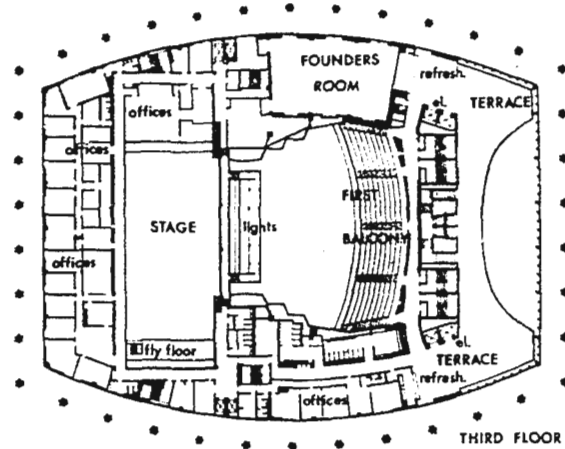 FOUNDERS
ROOM
refresh.
el.
TERRACE
offices
offices
FIRST
STAGE
lights
BALCONY
offices
fly floor
el.
TERRACE
refresh.
offices
THIRD FLOOR